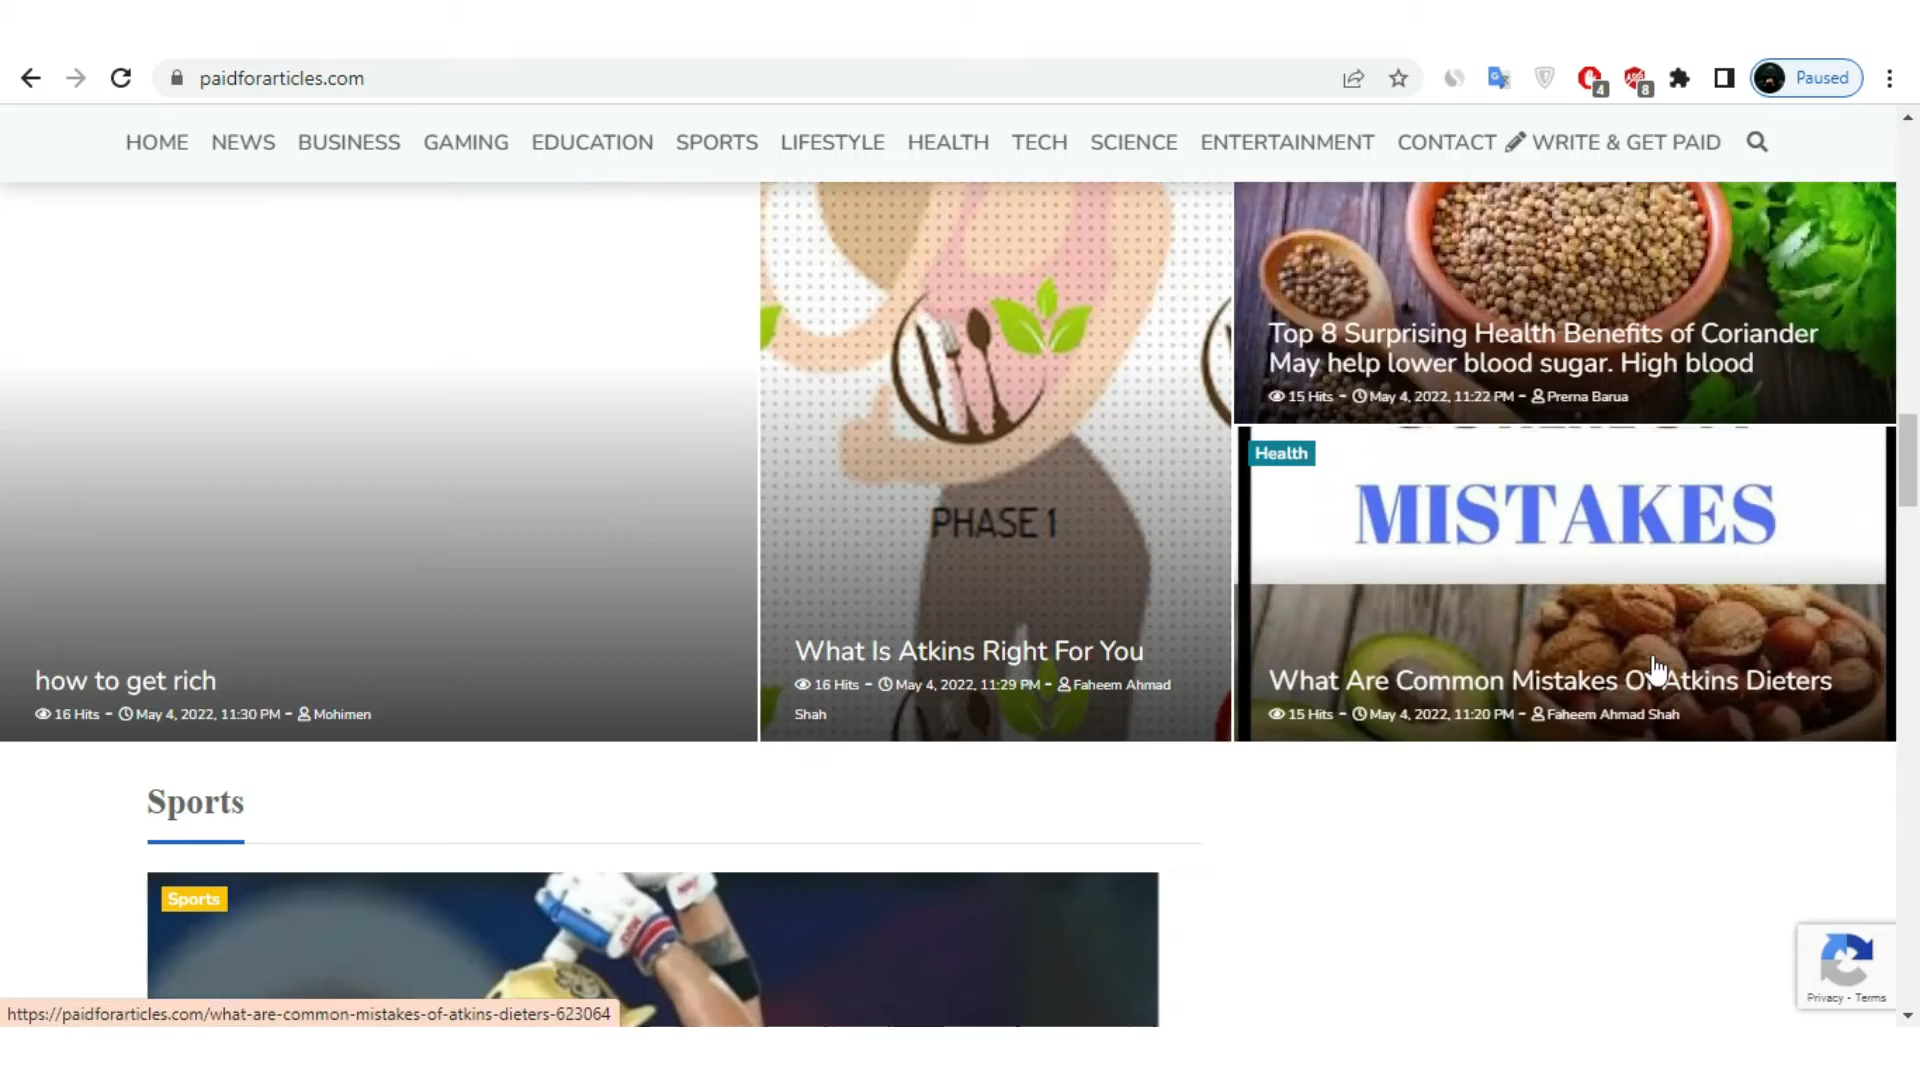 paidforarticles.com
4
8
Paused
HOME NEWS BUSINESS GAMING EDUCATION SPORTS LIFESTYLE HEALTH TECH SCIENCE ENTERTAINMENT CONTACT WRITE & GET PAID
PHASE 1
how to get rich
16 Hits - May 4, 2022, 11:30 PM - Mohimen
What Is Atkins Right For You
16 Hits - May 4, 2022, 11:29 PM - Faheem Ahmad
Shah
Top 8 Surprising Health Benefits of Coriander
May help lower blood sugar. High blood
15 Hits - May 4, 2022, 11:22 PM - Prerna Barua
Health
MISTAKES
What Are Common Mistakes Of Atkins Dieters
15 Hits - May 4, 2022, 11:20 PM - Faheem Ahmad Shah
Sports
Sports
Privacy - Terms
https://paidforarticles.com/what-are-common-mistakes-of-atkins-dieters-623064